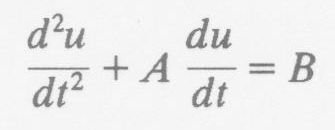 d²u/dt² + A du/dt = B